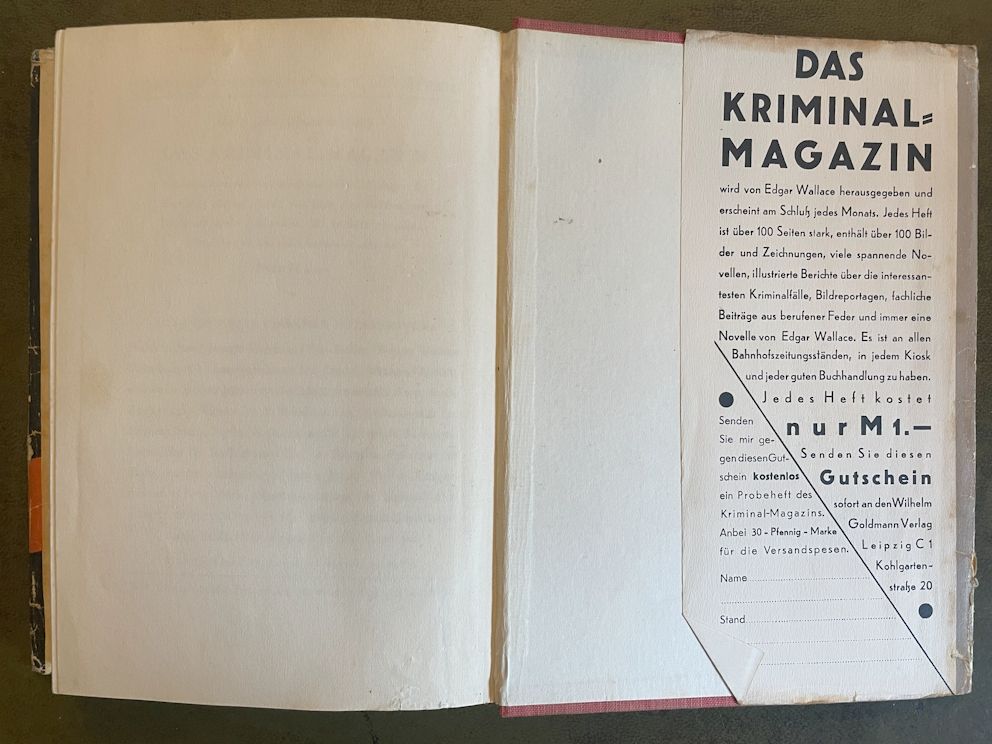 DAS
KRIMINAL=
MAGAZIN
wird von Edgar Wallace herausgegeben und
erscheint am Schluß jedes Monats. Jedes Heft
ist über 100 Seiten stark, enthält über 100 Bil-
der und Zeichnungen, viele spannende No-
vellen, illustrierte Berichte über die interessan-
testen Kriminalfälle, Bildreportagen, fachliche
Beiträge aus berufener Feder und immer eine
Novelle von Edgar Wallace. Es ist an allen
Bahnhofszeitungsständen, in jedem Kiosk
und jeder guten Buchhandlung zu haben.
Jedes Heft kostet
nur M 1.—
Senden Sie diesen
Gutschein
sofort an den Wilhelm
Goldmann Verlag
Leipzig C 1
Kohlgarten-
straße 20
Senden
Sie mir ge-
gen diesen Gut-
schein kostenlos
ein Probeheft des
Kriminal-Magazins.
Anbei 30-Pfennig-Marke
für die Versandspesen.
Name
Stand